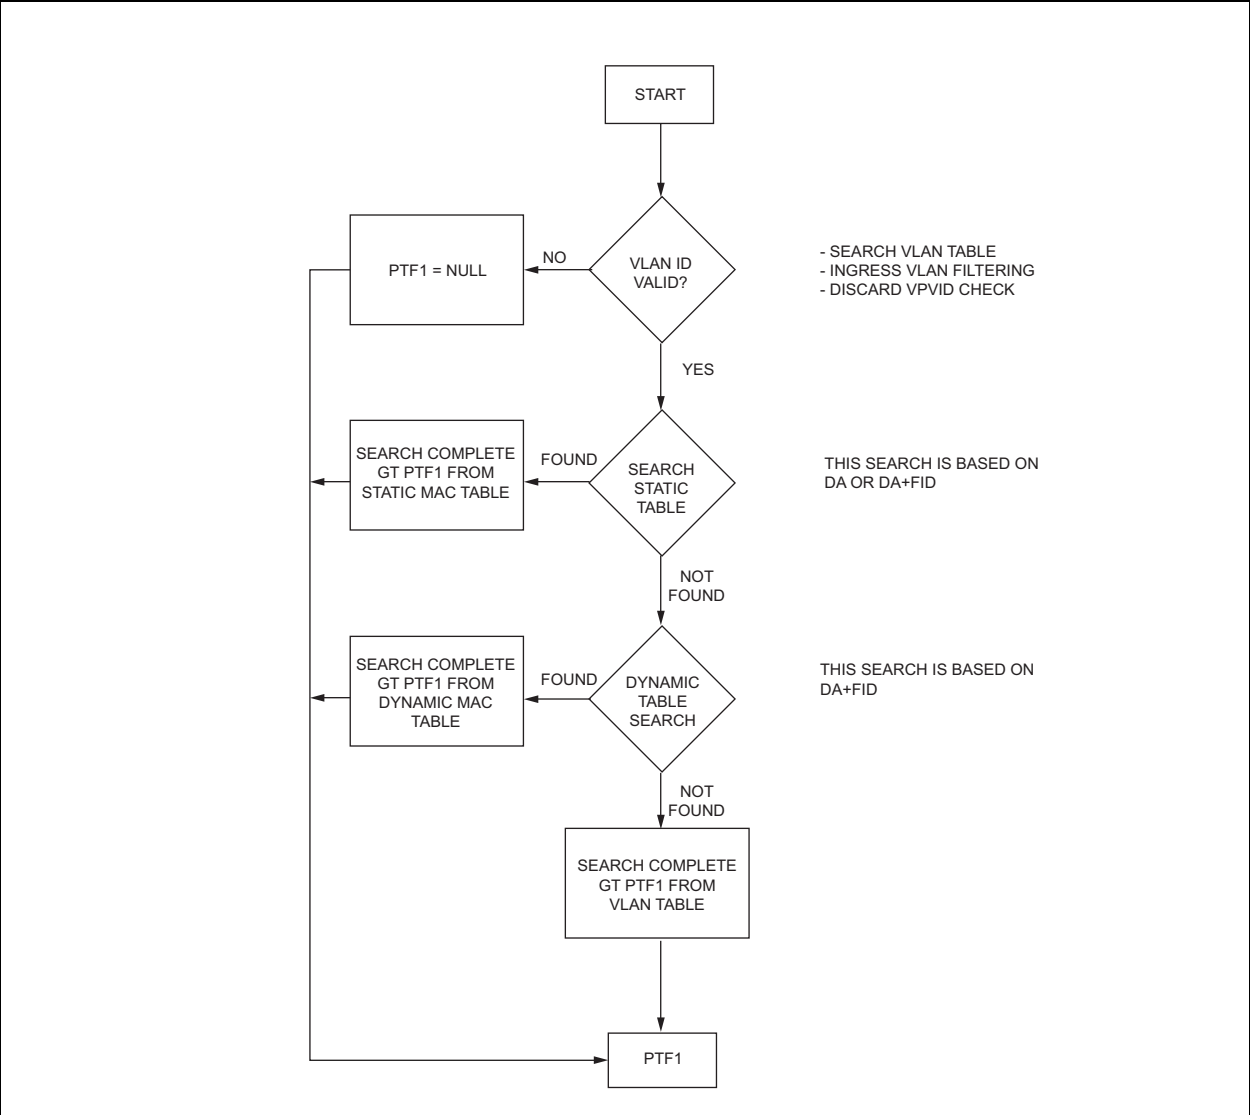 START
PTF1 = NULL
NO
VLAN ID
VALID?
- SEARCH VLAN TABLE
- INGRESS VLAN FILTERING
- DISCARD VPVID CHECK
YES
SEARCH COMPLETE
GT PTF1 FROM
STATIC MAC TABLE
FOUND
SEARCH
STATIC
TABLE
THIS SEARCH IS BASED ON
DA OR DA+FID
NOT
FOUND
SEARCH COMPLETE
GT PTF1 FROM
DYNAMIC MAC
TABLE
FOUND
DYNAMIC
TABLE
SEARCH
THIS SEARCH IS BASED ON
DA+FID
NOT
FOUND
SEARCH COMPLETE
GT PTF1 FROM
VLAN TABLE
PTF1